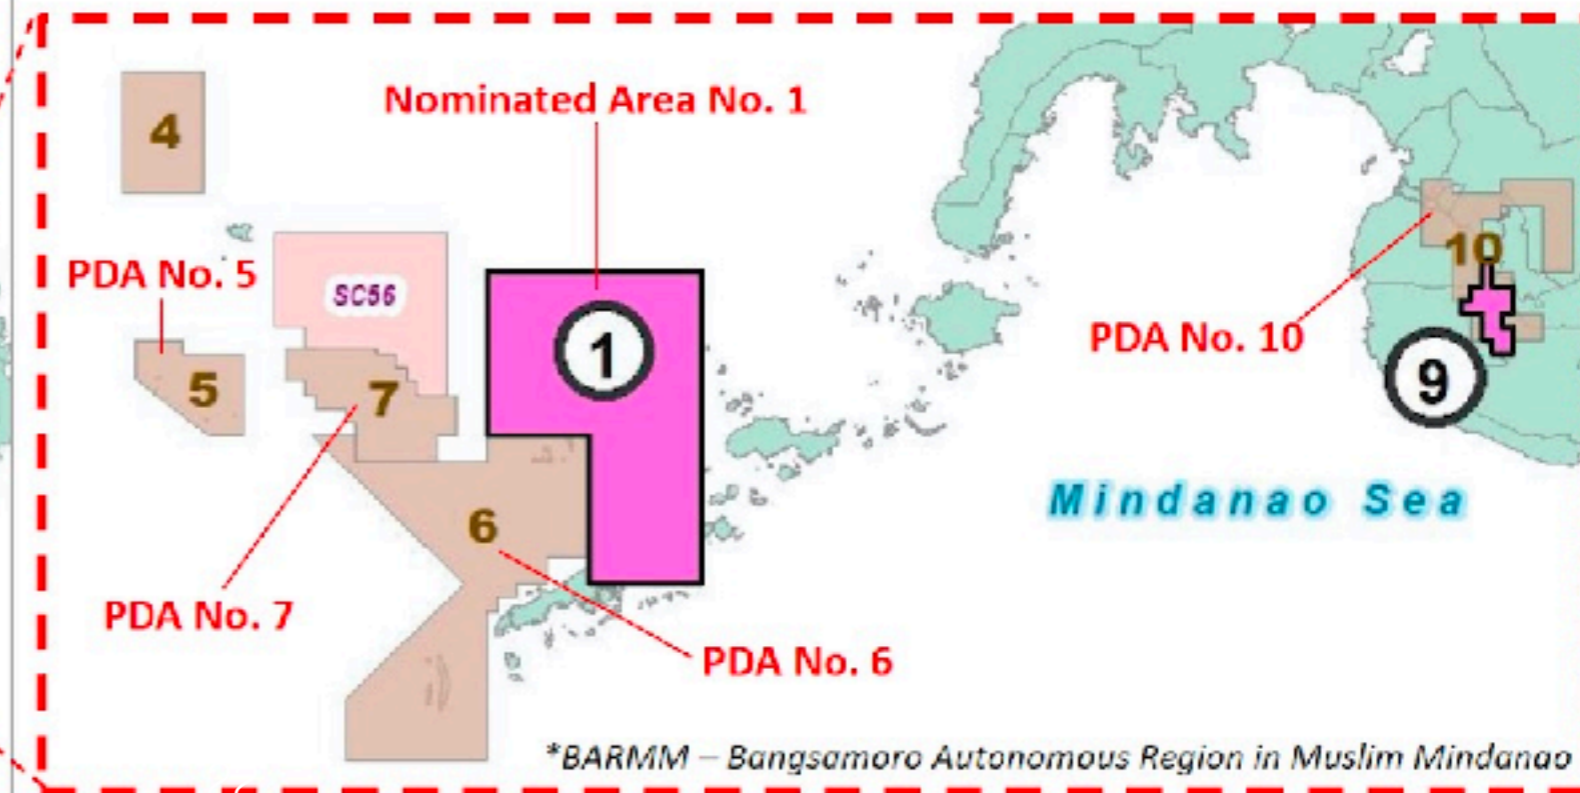 4
Nominated Area No. 1
PDA No. 5
SC56
10
1
PDA No. 10
5
7
9
Mindanao Sea
6
PDA No. 7
PDA No. 6
*BARMM – Bangsamoro Autonomous Region in Muslim Mindanao